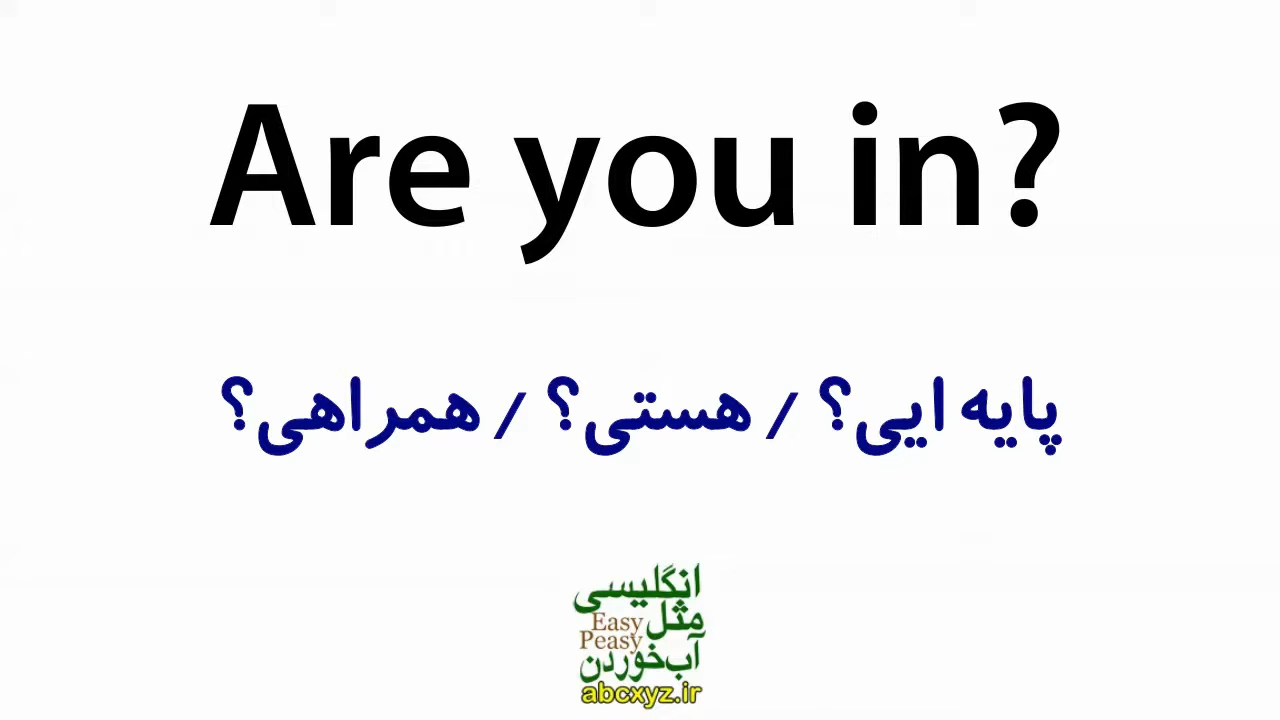 Are you in?
پایه ایی؟ / هستی؟ / همراهی؟
انگلیسی
مثل Easy
Peasy
آب‌خوردن
abcxyz.ir